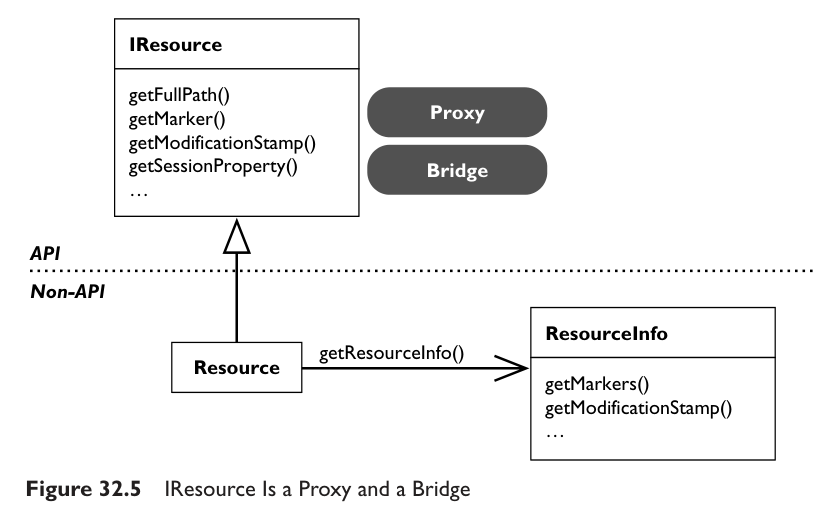 IResource
getFullPath()
getMarker()
getModificationStamp()
getSessionProperty()
…
Proxy
Bridge
API
Non-API
Resource
getResourceInfo()
ResourceInfo
getMarkers()
getModificationStamp()
…
Figure 32.5 IResource Is a Proxy and a Bridge